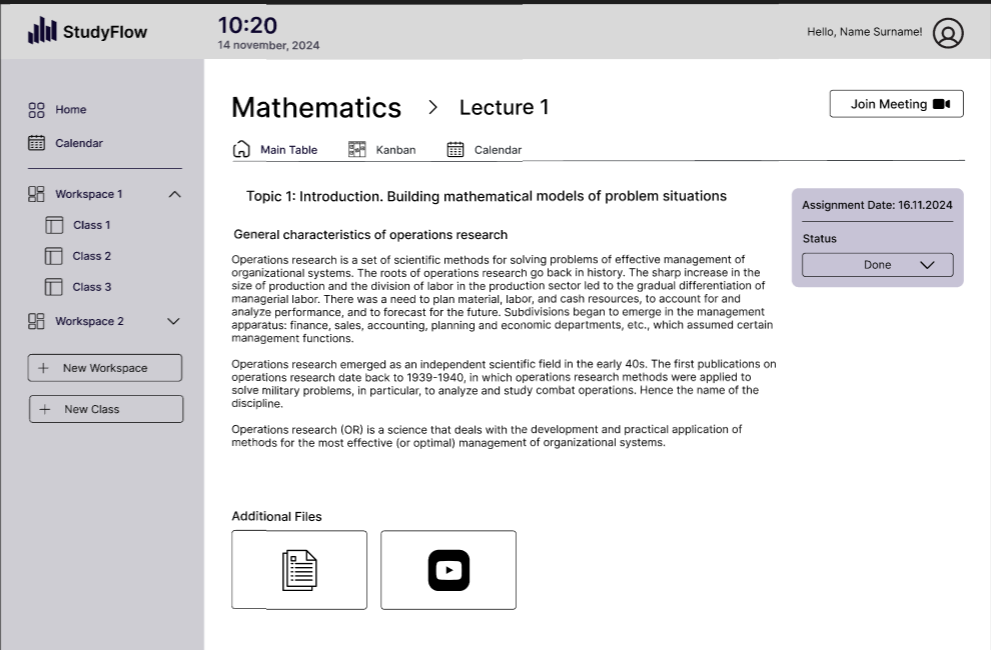 StudyFlow
10:20
14 november, 2024
Hello, Name Surname!
Home
Calendar
Workspace 1
Class 1
Class 2
Class 3
Workspace 2
+ New Workspace
+ New Class
Mathematics > Lecture 1
Join Meeting
Main Table
Kanban
Calendar
Topic 1: Introduction. Building mathematical models of problem situations
General characteristics of operations research
Operations research is a set of scientific methods for solving problems of effective management of
organizational systems. The roots of operations research go back in history. The sharp increase in the
size of production and the division of labor in the production sector led to the gradual differentiation of
managerial labor. There was a need to plan material, labor, and cash resources, to account for and
analyze performance, and to forecast for the future. Subdivisions began to emerge in the management
apparatus: finance, sales, accounting, planning and economic departments, etc., which assumed certain
management functions.
Operations research emerged as an independent scientific field in the early 40s. The first publications on
operations research date back to 1939-1940, in which operations research methods were applied to
solve military problems, in particular, to analyze and study combat operations. Hence the name of the
discipline.
Operations research (OR) is a science that deals with the development and practical application of
methods for the most effective (or optimal) management of organizational systems.
Assignment Date: 16.11.2024
Status
Done
Additional Files